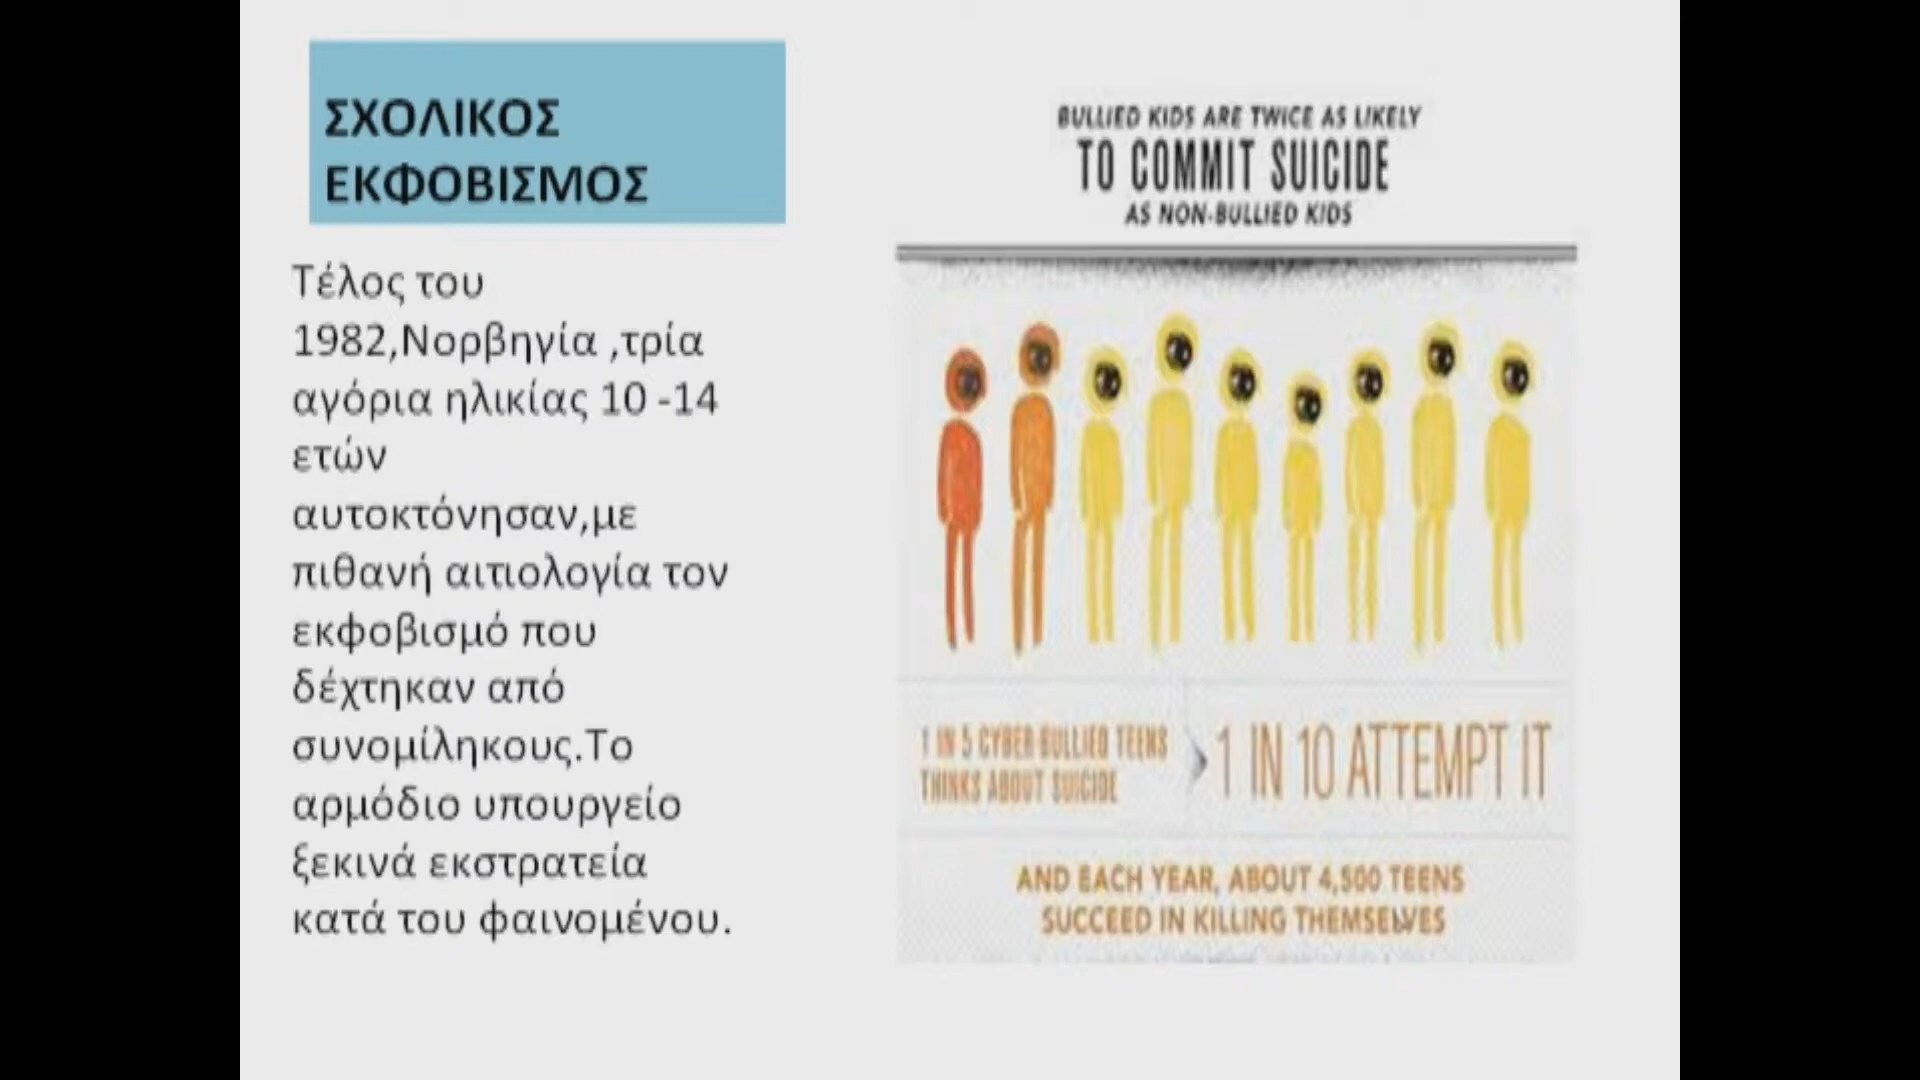 ΣΧΟΛΙΚΟΣ
ΕΚΦΟΒΙΣΜΟΣ
Τέλος του
1982,Νορβηγία ,τρία
αγόρια ηλικίας 10 -14
ετών
αυτοκτόνησαν,με
πιθανή αιτιολογία τον
εκφοβισμό που
δέχτηκαν από
συνομίληκους.Το
αρμόδιο υπουργείο
ξεκινά εκστρατεία
κατά του φαινομένου.
BULLIED KIDS ARE TWICE AS LIKELY
TO COMMIT SUICIDE
AS NON-BULLIED KIDS
1 IN 5 CYBER-BULLIED TEENS
THINKS ABOUT SUICIDE
1 IN 10 ATTEMPT IT
AND EACH YEAR, ABOUT 4,500 TEENS
SUCCEED IN KILLING THEMSELVES